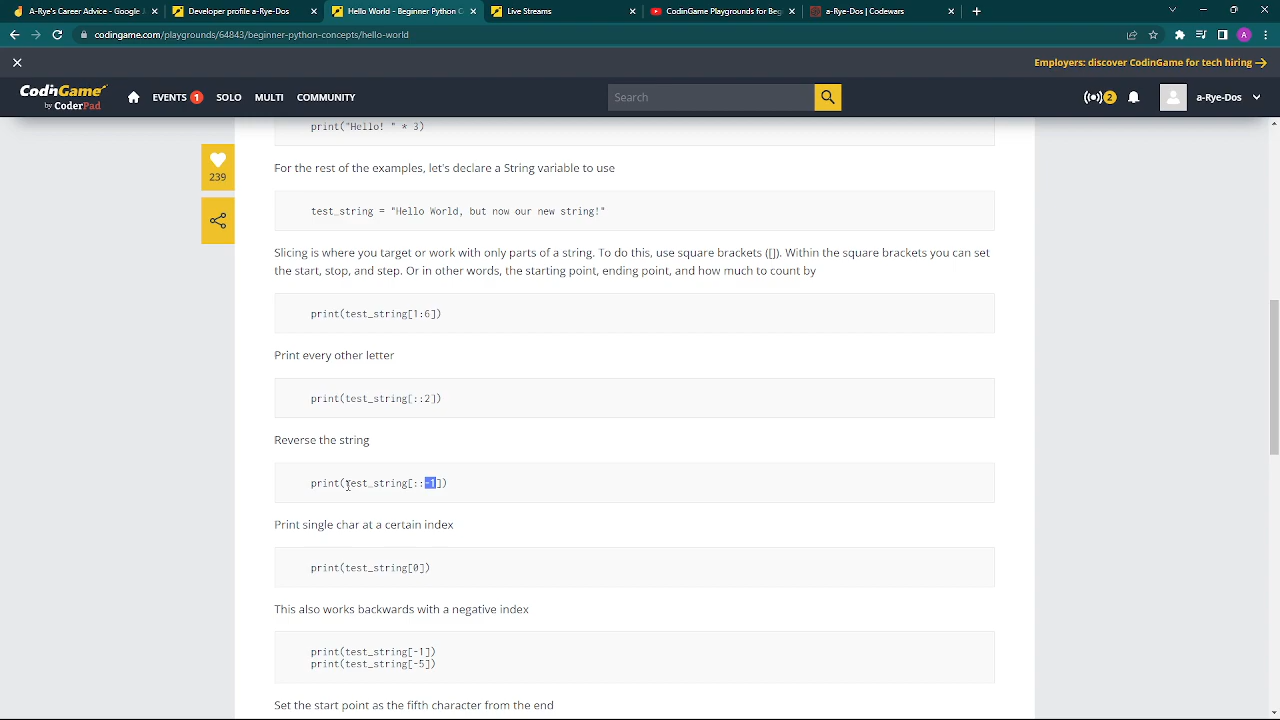 A-Rye's Career Advice - Google J
Developer profile a-Rye-Dos
Hello World - Beginner Python C
Live Streams
CodinGame Playgrounds for Beg
a-Rye-Dos | Codewars
codingame.com/playgrounds/64843/beginner-python-concepts/hello-world
A
Employers: discover CodinGame for tech hiring
CodinGame
by CoderPad
EVENTS 1 SOLO MULTI COMMUNITY
Search
2
a-Rye-Dos
print("Hello! " * 3)
239
For the rest of the examples, let's declare a String variable to use
test_string = "Hello World, but now our new string!"
Slicing is where you target or work with only parts of a string. To do this, use square brackets ([]). Within the square brackets you can set
the start, stop, and step. Or in other words, the starting point, ending point, and how much to count by
print(test_string[1:6])
Print every other letter
print(test_string[::2])
Reverse the string
print(test_string[::-1])
Print single char at a certain index
print(test_string[0])
This also works backwards with a negative index
print(test_string[-1])
print(test_string[-5])
Set the start point as the fifth character from the end